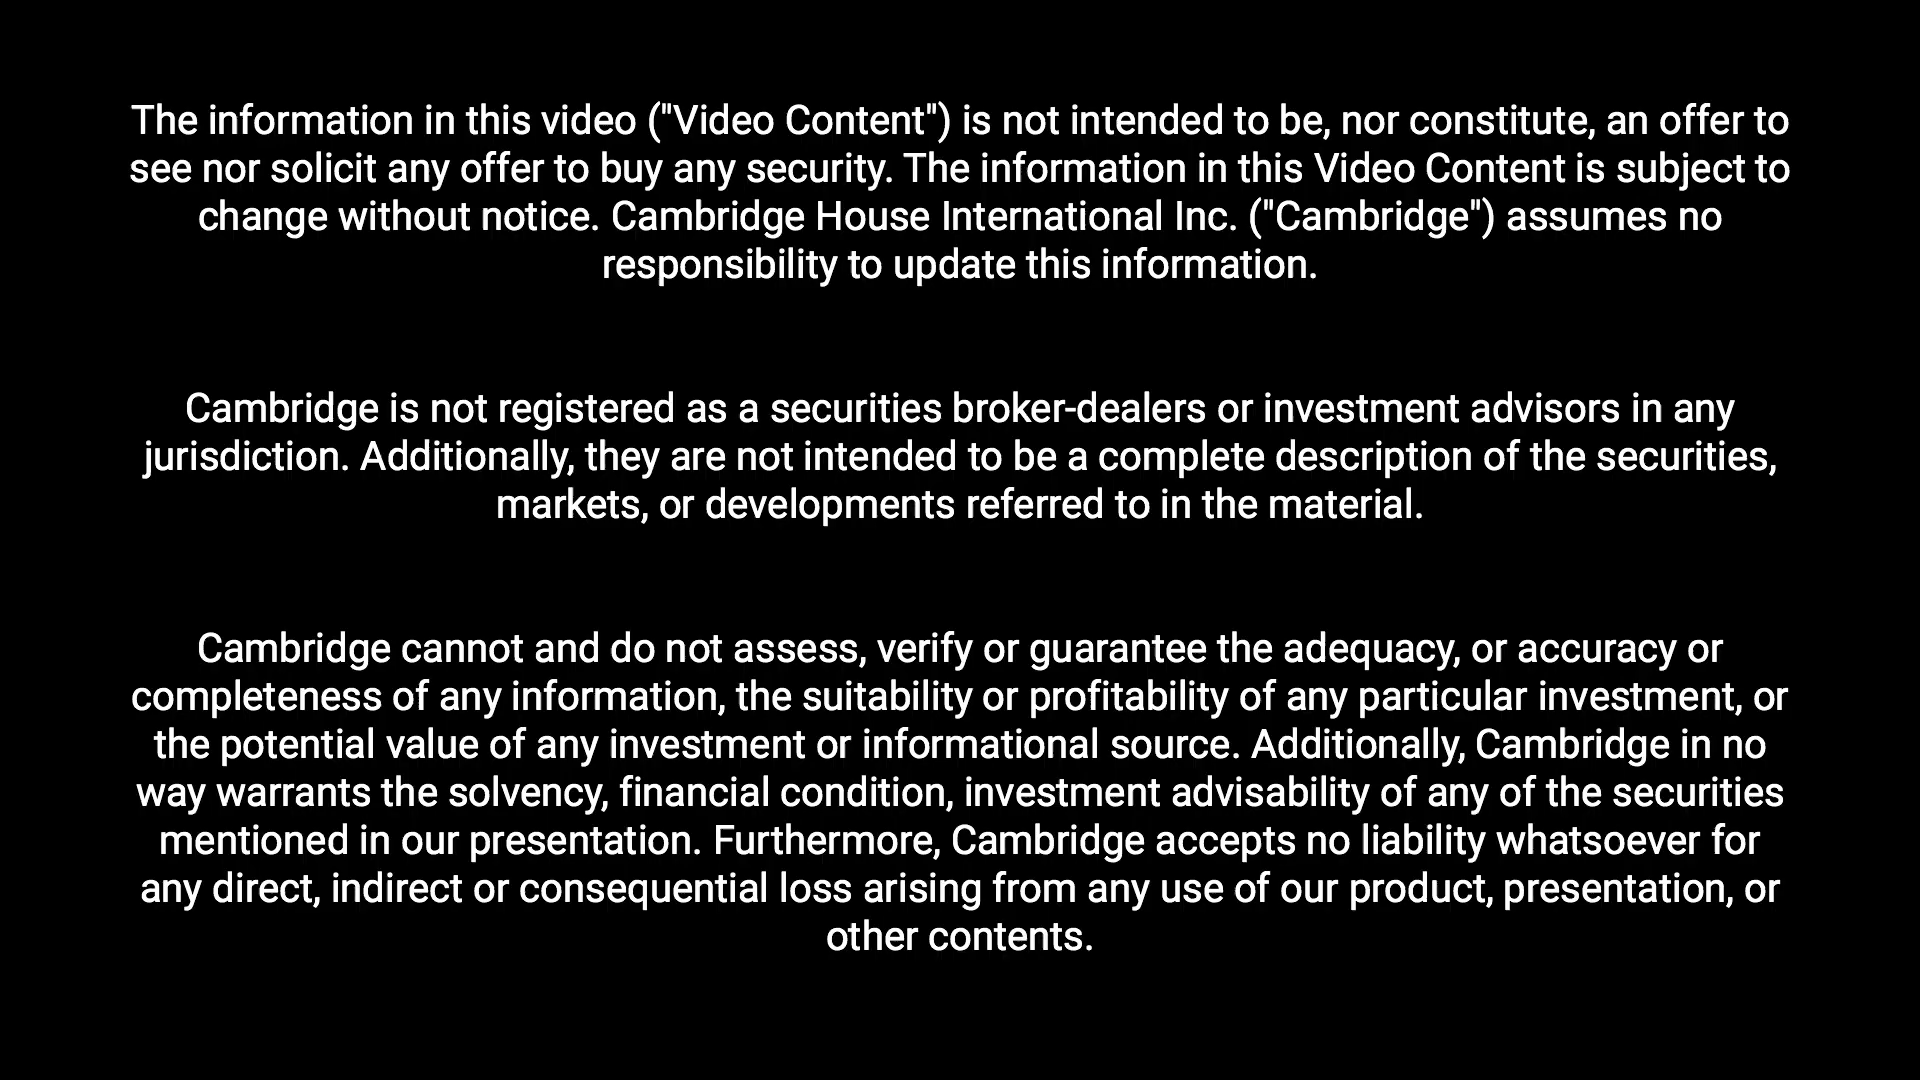 The information in this video ("Video Content") is not intended to be, nor constitute, an offer to
see nor solicit any offer to buy any security. The information in this Video Content is subject to
change without notice. Cambridge House International Inc. ("Cambridge") assumes no
responsibility to update this information.
Cambridge is not registered as a securities broker-dealers or investment advisors in any
jurisdiction. Additionally, they are not intended to be a complete description of the securities,
markets, or developments referred to in the material.
Cambridge cannot and do not assess, verify or guarantee the adequacy, or accuracy or
completeness of any information, the suitability or profitability of any particular investment, or
the potential value of any investment or informational source. Additionally, Cambridge in no
way warrants the solvency, financial condition, investment advisability of any of the securities
mentioned in our presentation. Furthermore, Cambridge accepts no liability whatsoever for
any direct, indirect or consequential loss arising from any use of our product, presentation, or
other contents.